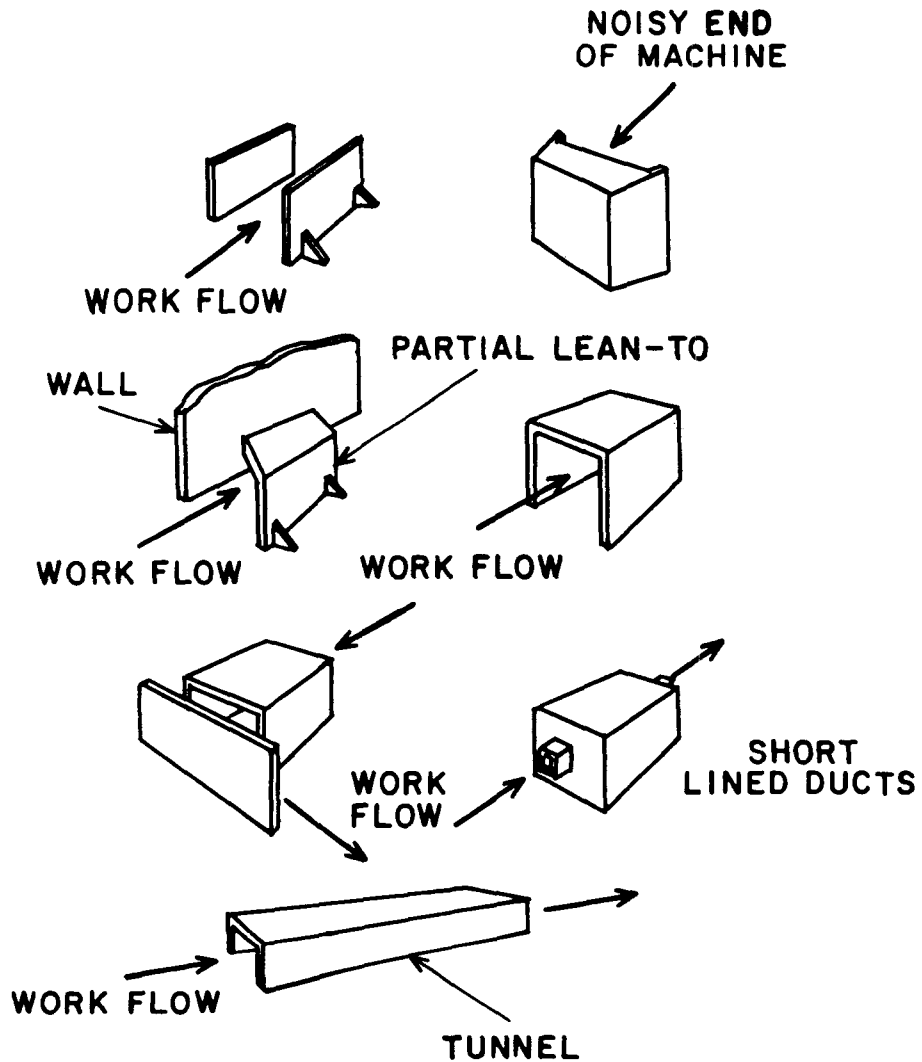 NOISY END
OF MACHINE
WORK FLOW
WALL
PARTIAL LEAN-TO
WORK FLOW
WORK FLOW
WORK
FLOW
SHORT
LINED DUCTS
WORK FLOW
TUNNEL